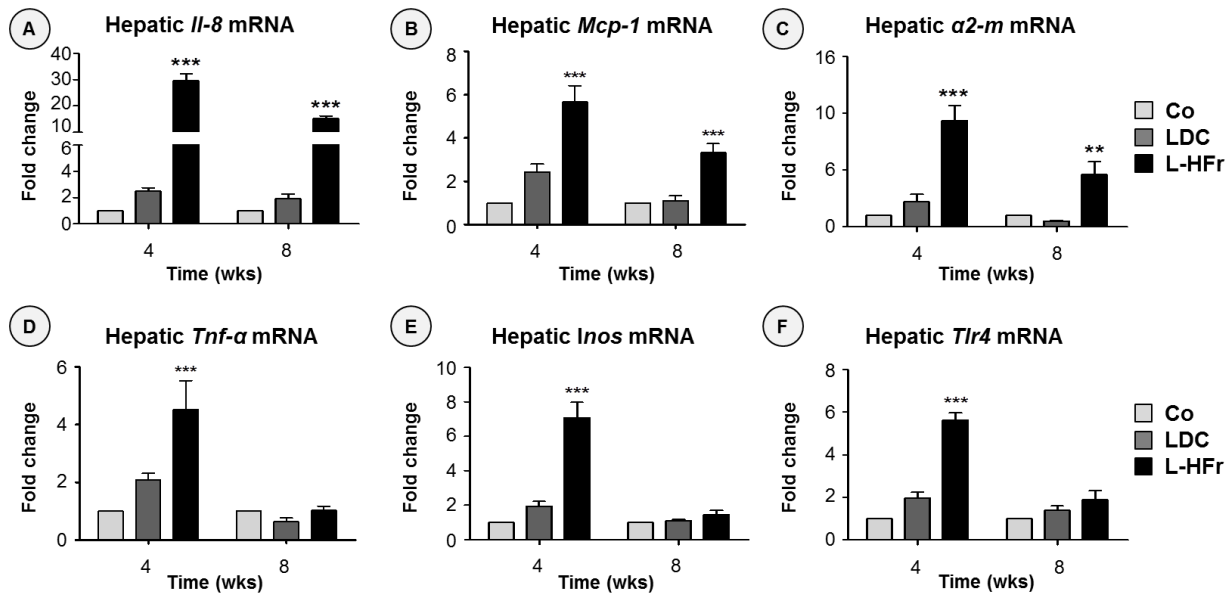 A
Hepatic Il-8 mRNA
Fold change
40
30
20
10
6
4
2
0
***
***
4
8
Time (wks)
B
Hepatic Mcp-1 mRNA
Fold change
8
6
4
2
0
***
***
4
8
Time (wks)
C
Hepatic α2-m mRNA
Fold change
16
10
6
0
***
**
4
8
Time (wks)
Co
LDC
L-HFr
D
Hepatic Tnf-α mRNA
Fold change
6
4
2
0
***
4
8
Time (wks)
E
Hepatic Inos mRNA
Fold change
10
8
6
4
2
0
***
4
8
Time (wks)
F
Hepatic Tlr4 mRNA
Fold change
8
6
4
2
0
***
4
8
Time (wks)
Co
LDC
L-HFr